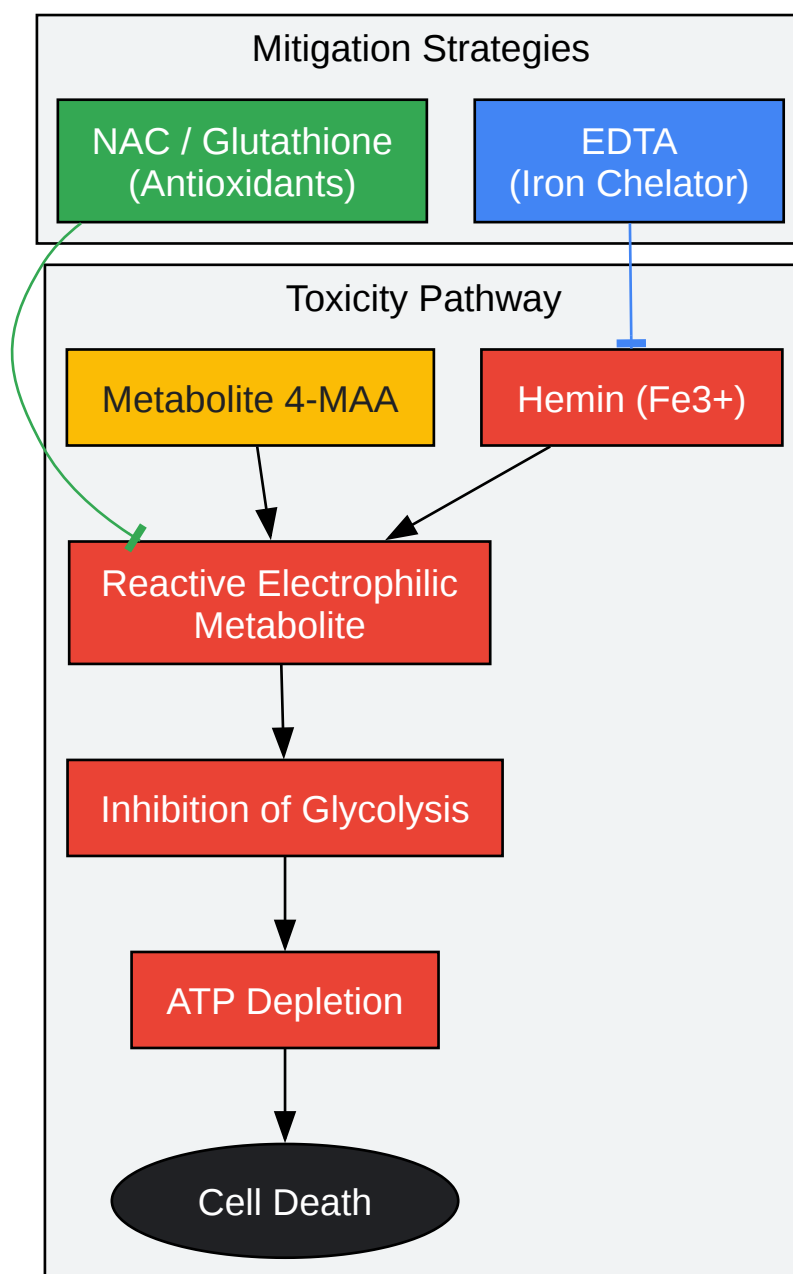 Mitigation Strategies
NAC / Glutathione
(Antioxidants)
EDTA
(Iron Chelator)
Toxicity Pathway
Metabolite 4-MAA
Hemin (Fe3+)
Reactive Electrophilic
Metabolite
Inhibition of Glycolysis
ATP Depletion
Cell Death